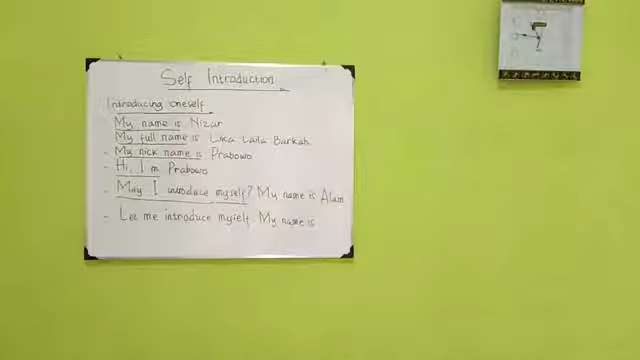 Self Introduction
Introducing oneself
My name is Nizar
My full name is Lika Laila Barkah
- My nick name is Prabowo
- Hi, I'm Prabowo
- May I introduce myself? My name is Alam
- Let me introduce myself. My name is